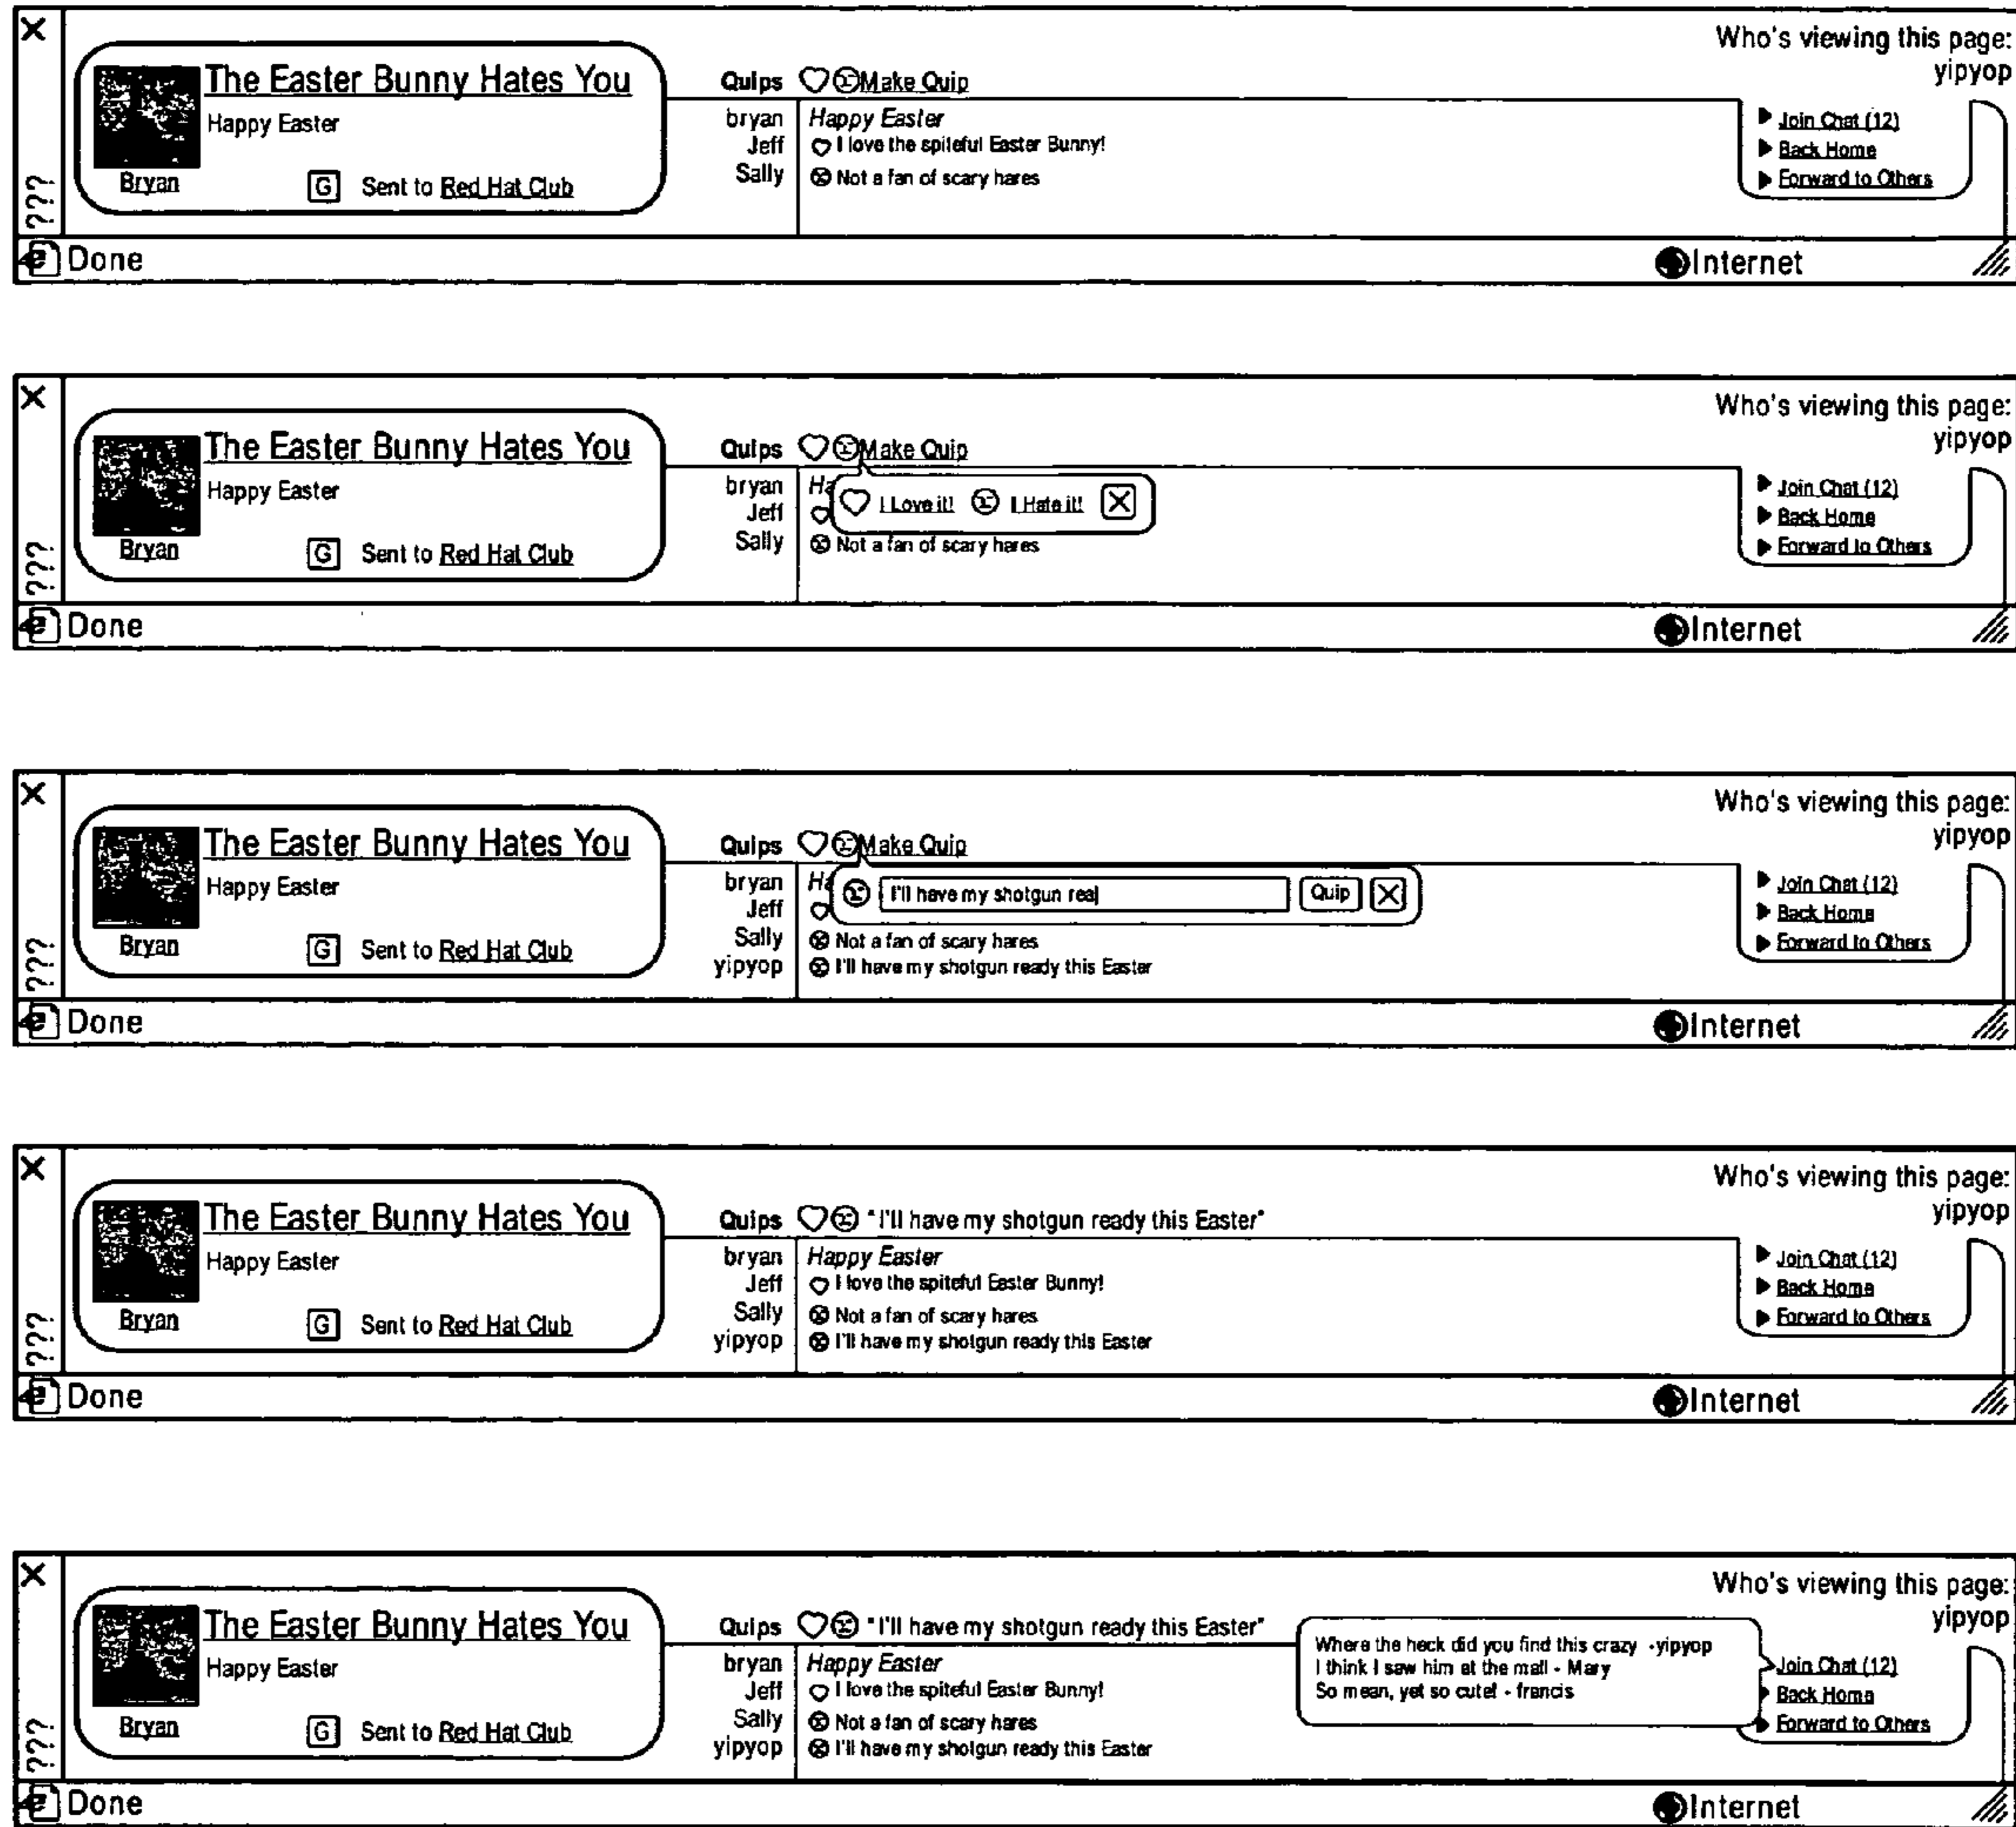 X
Who's viewing this page:
yipyop
The Easter Bunny Hates You
Happy Easter
Bryan
G Sent to Red Hat Club
Quips Make Quip
bryan Happy Easter
Jeff I love the spiteful Easter Bunny!
Sally Not a fan of scary hares
Join Chat (12)
Back Home
Forward to Others
???
Done
Internet
X
Who's viewing this page:
yipyop
The Easter Bunny Hates You
Happy Easter
Bryan
G Sent to Red Hat Club
Quips Make Quip
bryan Ha
Jeff
I Love it! I Hate it! X
Sally Not a fan of scary hares
Join Chat (12)
Back Home
Forward to Others
???
Done
Internet
X
Who's viewing this page:
yipyop
The Easter Bunny Hates You
Happy Easter
Bryan
G Sent to Red Hat Club
Quips Make Quip
bryan Ha
Jeff
I'll have my shotgun rea| Quip X
Sally Not a fan of scary hares
yipyop I'll have my shotgun ready this Easter
Join Chat (12)
Back Home
Forward to Others
???
Done
Internet
X
Who's viewing this page:
yipyop
The Easter Bunny Hates You
Happy Easter
Bryan
G Sent to Red Hat Club
Quips "I'll have my shotgun ready this Easter"
bryan Happy Easter
Jeff I love the spiteful Easter Bunny!
Sally Not a fan of scary hares
yipyop I'll have my shotgun ready this Easter
Join Chat (12)
Back Home
Forward to Others
???
Done
Internet
X
Who's viewing this page:
yipyop
The Easter Bunny Hates You
Happy Easter
Bryan
G Sent to Red Hat Club
Quips "I'll have my shotgun ready this Easter"
bryan Happy Easter
Jeff I love the spiteful Easter Bunny!
Sally Not a fan of scary hares
yipyop I'll have my shotgun ready this Easter
Where the heck did you find this crazy -yipyop
I think I saw him at the mall - Mary
So mean, yet so cute! - francis
Join Chat (12)
Back Home
Forward to Others
???
Done
Internet